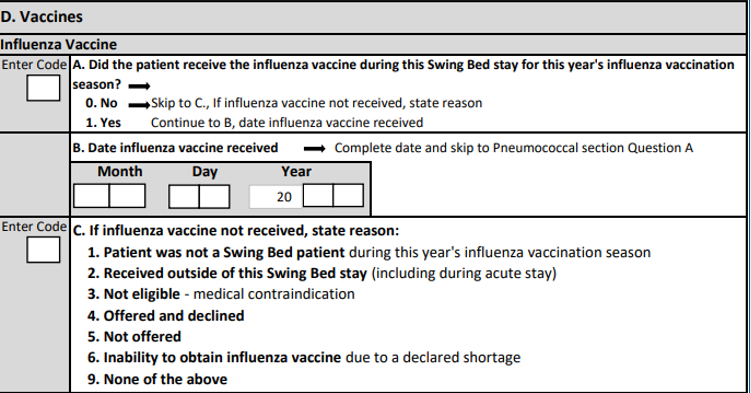 D. Vaccines
Influenza Vaccine
Enter Code A. Did the patient receive the influenza vaccine during this Swing Bed stay for this year's influenza vaccination
season? →
0. No → Skip to C., If influenza vaccine not received, state reason
1. Yes Continue to B, date influenza vaccine received
B. Date influenza vaccine received → Complete date and skip to Pneumococcal section Question A
Month Day Year
20
Enter Code C. If influenza vaccine not received, state reason:
1. Patient was not a Swing Bed patient during this year's influenza vaccination season
2. Received outside of this Swing Bed stay (including during acute stay)
3. Not eligible - medical contraindication
4. Offered and declined
5. Not offered
6. Inability to obtain influenza vaccine due to a declared shortage
9. None of the above